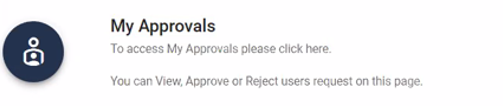 My Approvals
To access My Approvals please click here.
You can View, Approve or Reject users request on this page.